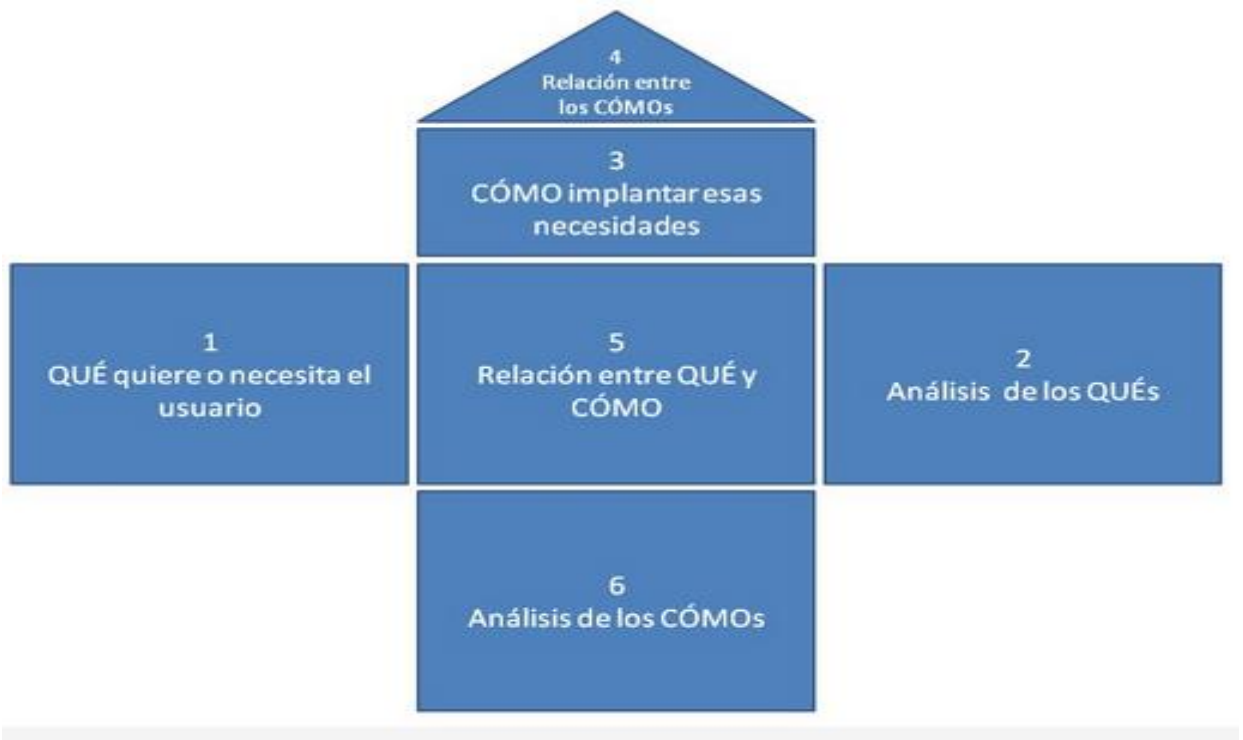 4
Relación entre
los CÓMOs
3
CÓMO implantar esas
necesidades
1
QUÉ quiere o necesita el
usuario
5
Relación entre QUÉ y
CÓMO
2
Análisis de los QUÉs
6
Análisis de los CÓMOs